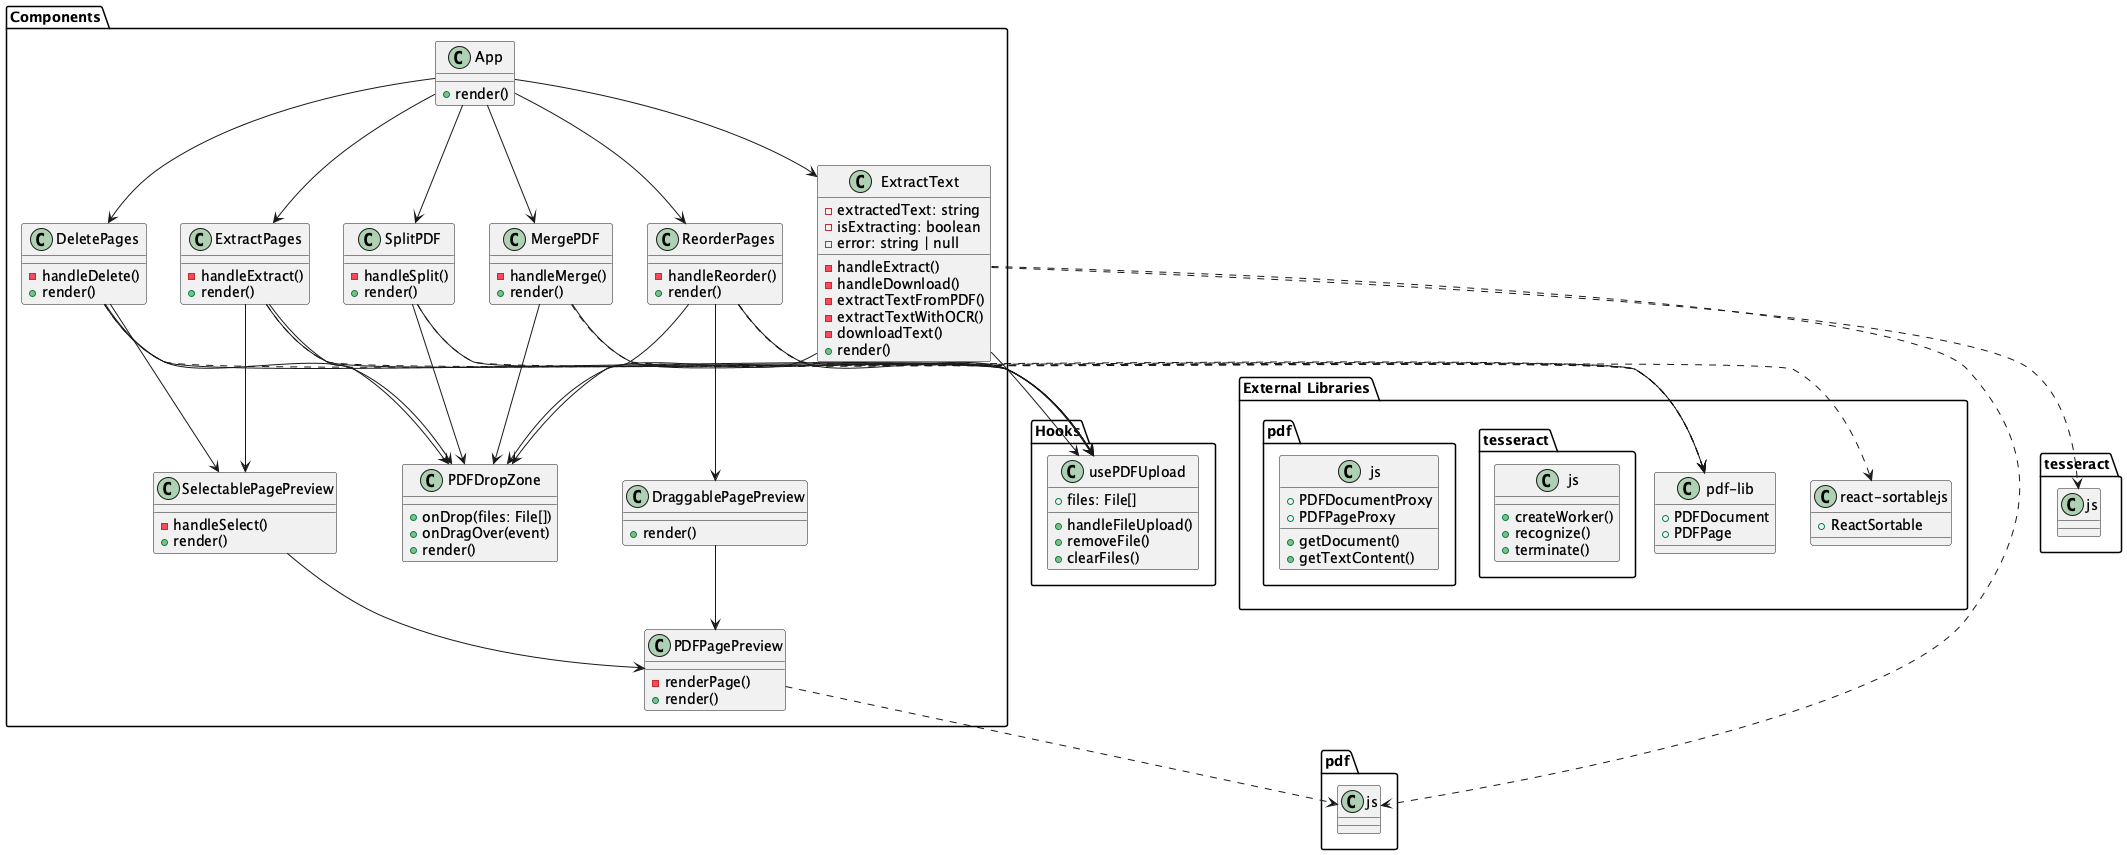 Components
C App
render()
C DeletePages
handleDelete()
render()
C ExtractPages
handleExtract()
render()
C SplitPDF
handleSplit()
render()
C MergePDF
handleMerge()
render()
C ReorderPages
handleReorder()
render()
C ExtractText
extractedText: string
isExtracting: boolean
error: string | null
handleExtract()
handleDownload()
extractTextFromPDF()
extractTextWithOCR()
downloadText()
render()
C SelectablePagePreview
handleSelect()
render()
C PDFDropZone
onDrop(files: File[])
onDragOver(event)
render()
C DraggablePagePreview
render()
C PDFPagePreview
renderPage()
render()
Hooks
C usePDFUpload
files: File[]
handleFileUpload()
removeFile()
clearFiles()
External Libraries
pdf
C js
PDFDocumentProxy
PDFPageProxy
getDocument()
getTextContent()
tesseract
C js
createWorker()
recognize()
terminate()
C pdf-lib
PDFDocument
PDFPage
C react-sortablejs
ReactSortable
tesseract
C js
pdf
C js